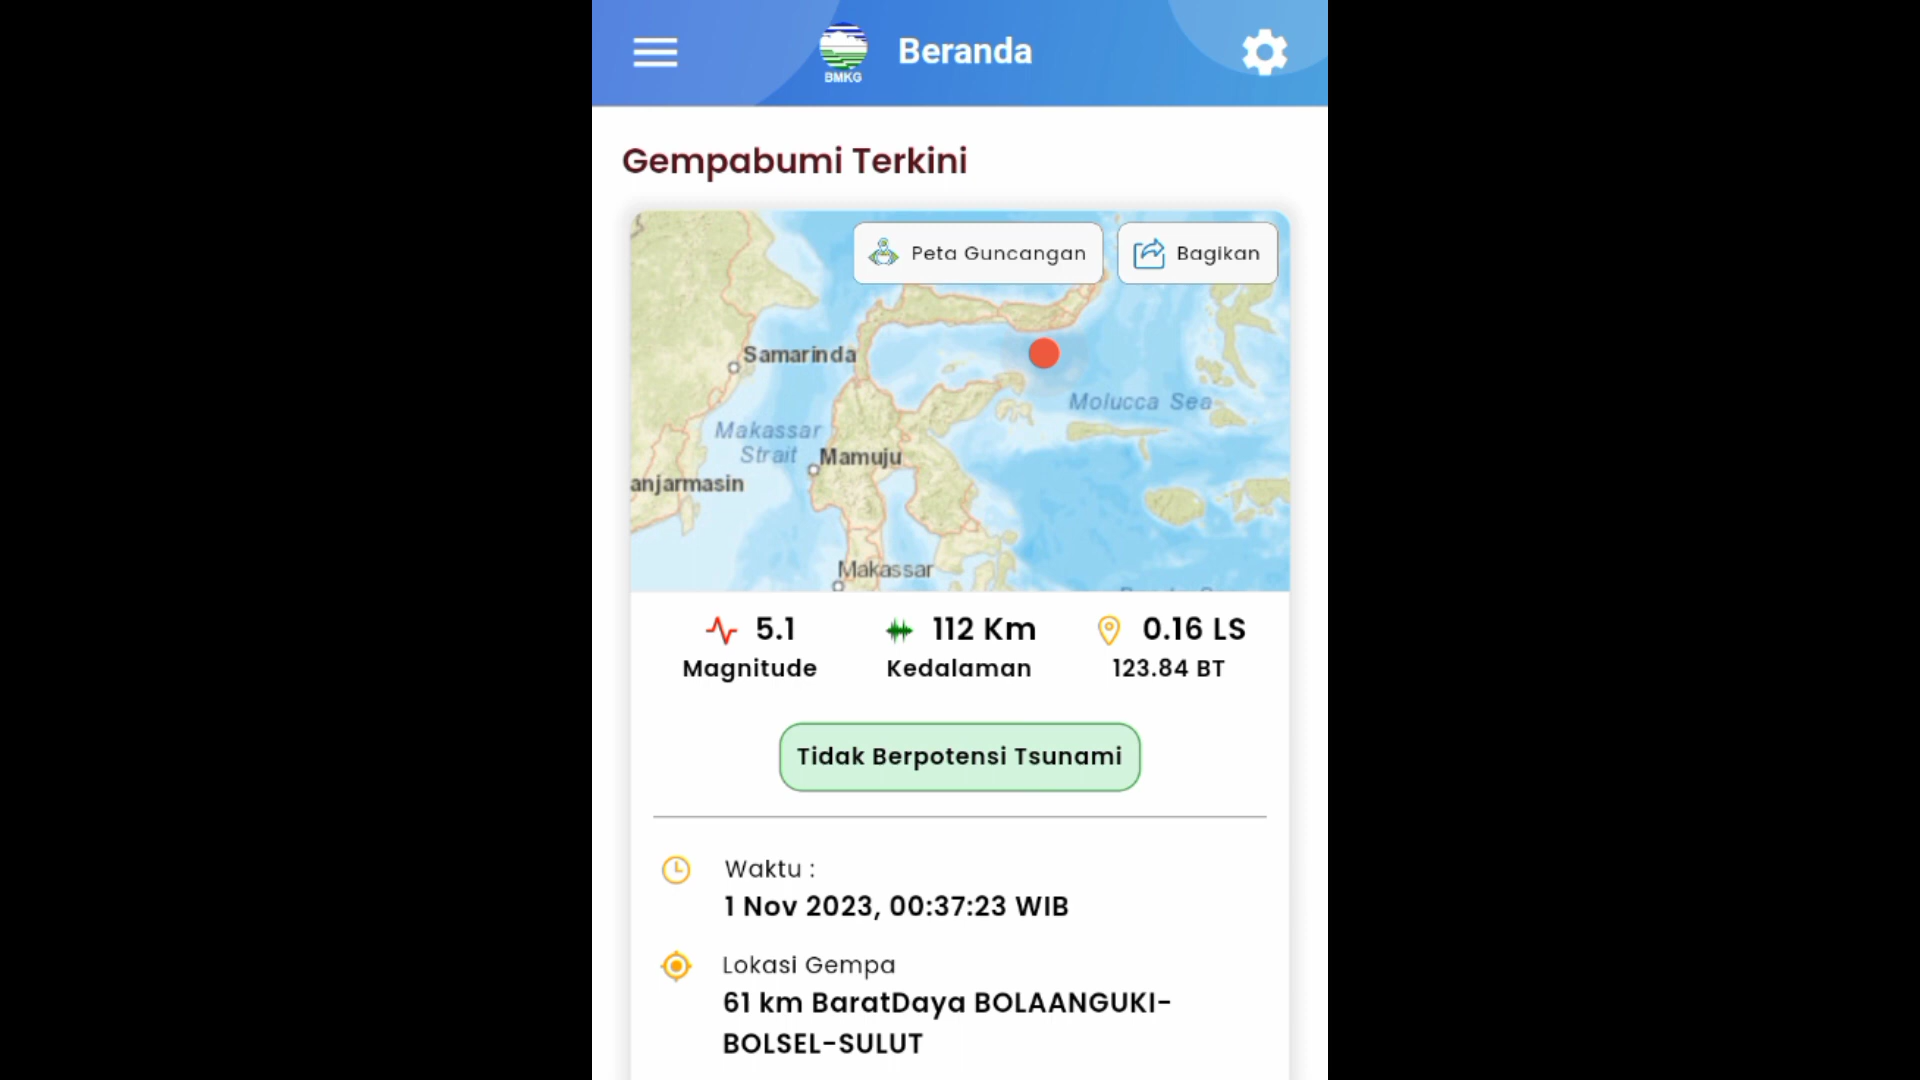 BMKG
Beranda
Gempabumi Terkini
Peta Guncangan
Bagikan
Samarinda
Molucca Sea
Makassar
Strait
Mamuju
anjarmasin
Makassar
5.1
Magnitude
112 Km
Kedalaman
0.16 LS
123.84 BT
Tidak Berpotensi Tsunami
Waktu :
1 Nov 2023, 00:37:23 WIB
Lokasi Gempa
61 km BaratDaya BOLAANGUKI-
BOLSEL-SULUT